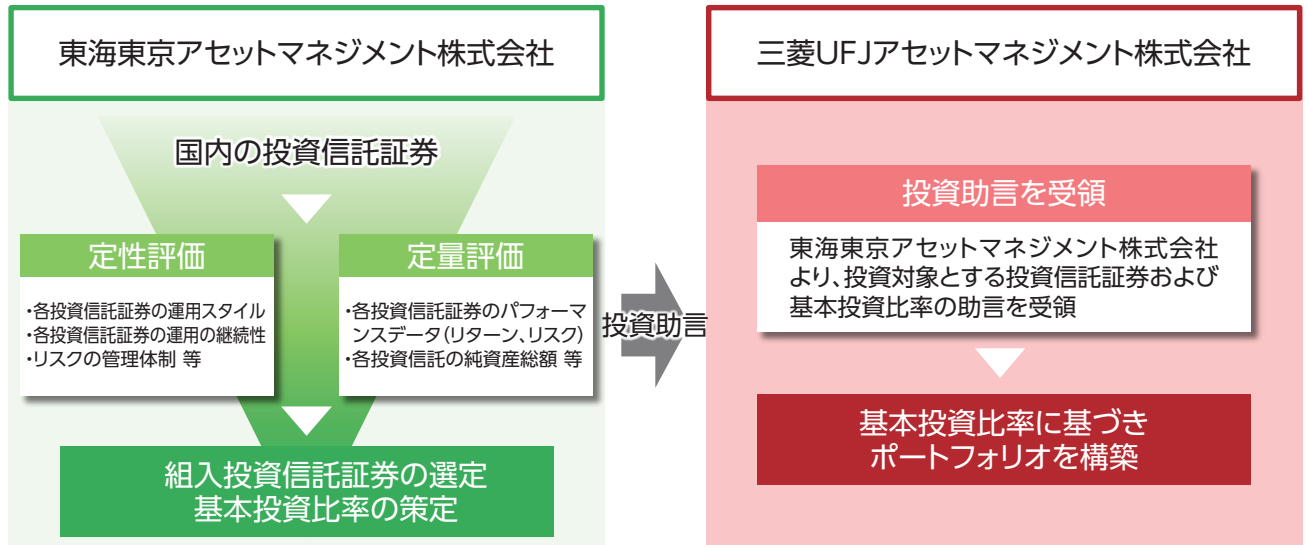 東海東京アセットマネジメント株式会社
国内の投資信託証券
定性評価
・各投資信託証券の運用スタイル
・各投資信託証券の運用の継続性
・リスクの管理体制 等
定量評価
・各投資信託証券のパフォーマ
ンスデータ(リターン、リスク)
・各投資信託の純資産総額 等
組入投資信託証券の選定
基本投資比率の策定
投資助言
三菱UFJアセットマネジメント株式会社
投資助言を受領
東海東京アセットマネジメント株式会社
より、投資対象とする投資信託証券および
基本投資比率の助言を受領
基本投資比率に基づき
ポートフォリオを構築